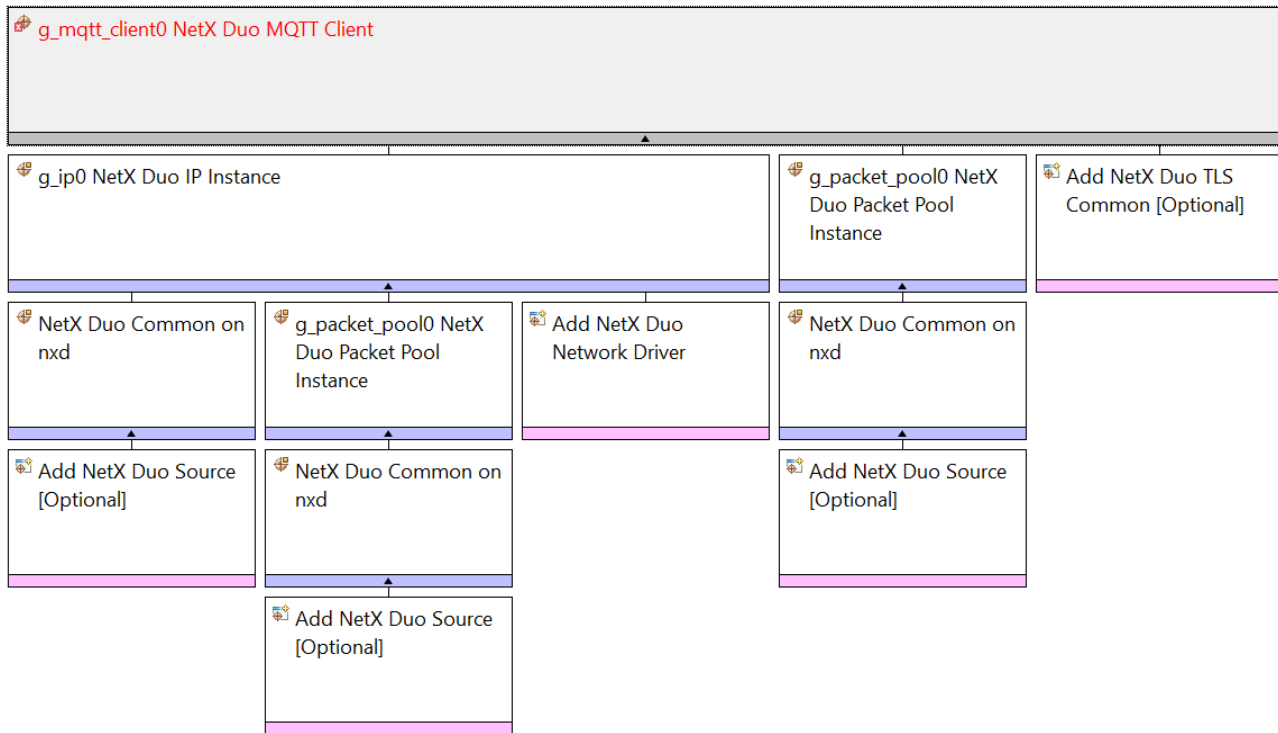 g_mqtt_client0 NetX Duo MQTT Client
g_ip0 NetX Duo IP Instance
g_packet_pool0 NetX
Duo Packet Pool
Instance
Add NetX Duo TLS
Common [Optional]
NetX Duo Common on
nxd
g_packet_pool0 NetX
Duo Packet Pool
Instance
Add NetX Duo
Network Driver
NetX Duo Common on
nxd
Add NetX Duo Source
[Optional]
NetX Duo Common on
nxd
Add NetX Duo Source
[Optional]
Add NetX Duo Source
[Optional]